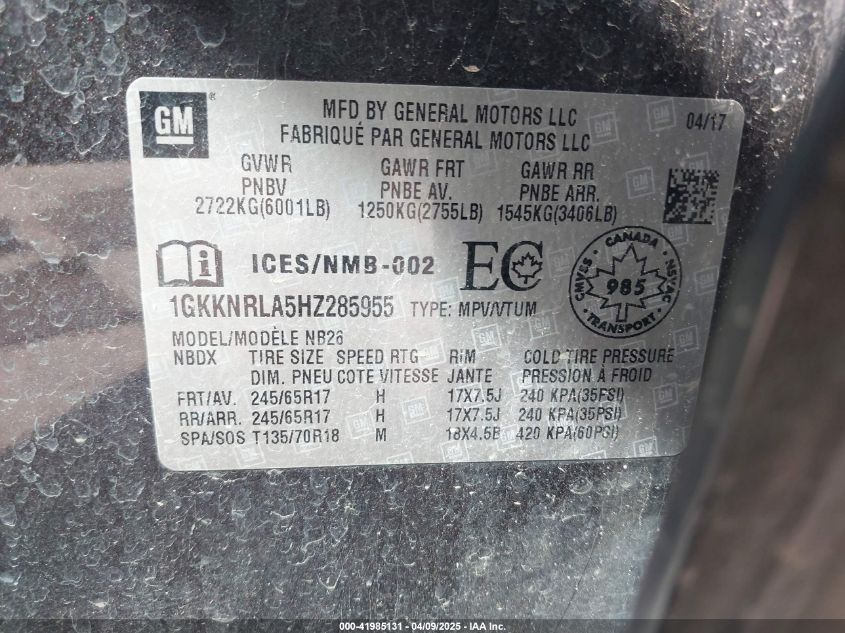 GM
®
MFD BY GENERAL MOTORS LLC
04/17
FABRIQUÉ PAR GENERAL MOTORS LLC
GVWR GAWR FRT GAWR RR
PNBV PNBE AV. PNBE ARR.
2722KG(6001LB) 1250KG(2755LB) 1545KG(3406LB)
ICES/NMB-002 EC
CANADA
CMVSS NSVAC
985
TRANSPORT
1GKKNRLA5HZ285955 TYPE: MPV/VTUM
MODEL/MODÈLE NB26
NBDX TIRE SIZE SPEED RTG RIM COLD TIRE PRESSURE
DIM. PNEU COTE VITESSE JANTE PRESSION À FROID
FRT/AV. 245/65R17 H 17X7.5J 240 KPA(35PSI)
RR/ARR. 245/65R17 H 17X7.5J 240 KPA(35PSI)
SPA/SOS T135/70R18 M 18X4.5B 420 KPA(60PSI)
000-41985131 - 04/09/2025 - IAA Inc.